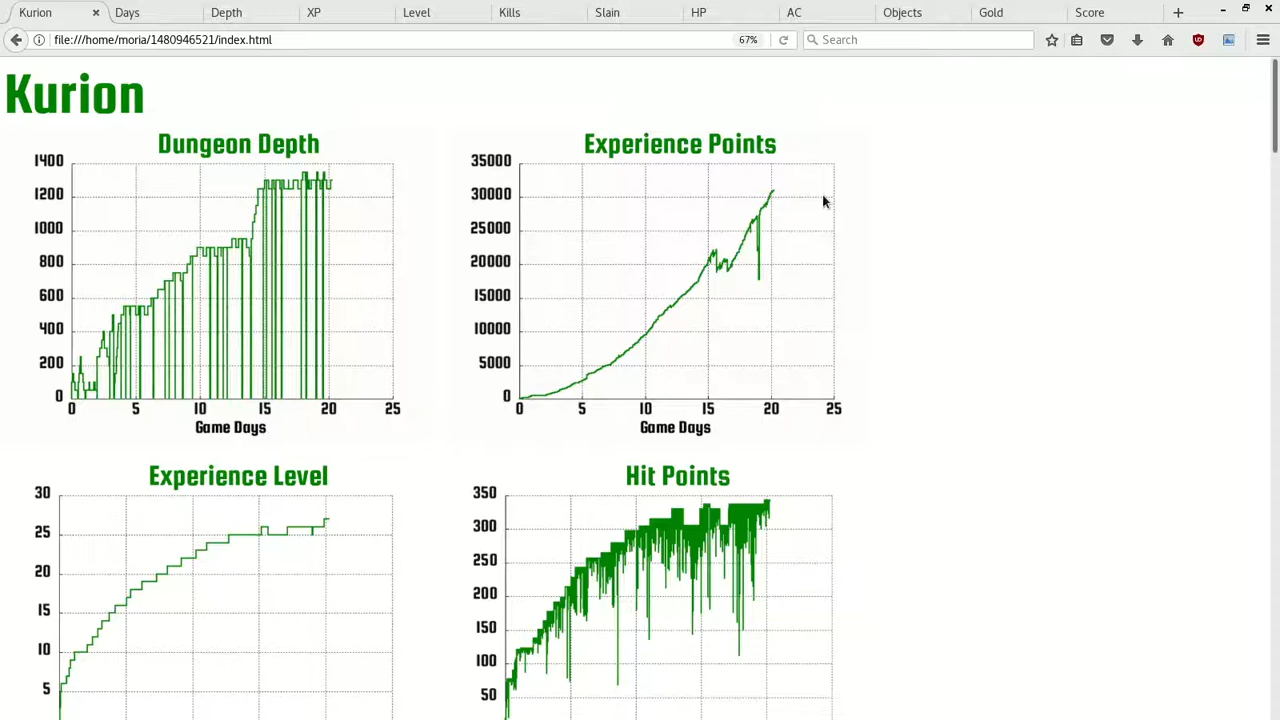 Kurion Days Depth XP Level Kills Slain HP AC Objects Gold Score
file:///home/moria/1480946521/index.html 67% Search
Kurion
Dungeon Depth
1400
1200
1000
800
600
400
200
0
0 5 10 15 20 25
Game Days
Experience Points
35000
30000
25000
20000
15000
10000
5000
0
0 5 10 15 20 25
Game Days
Experience Level
30
25
20
15
10
5
Hit Points
350
300
250
200
150
100
50